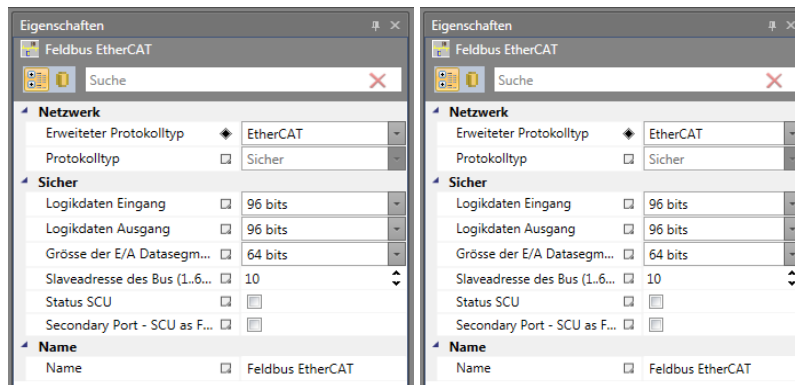 Eigenschaften
Feldbus EtherCAT
Suche
Netzwerk
Erweiteter Protokolltyp EtherCAT
Protokolltyp Sicher
Sicher
Logikdaten Eingang 96 bits
Logikdaten Ausgang 96 bits
Grösse der E/A Datasegm... 64 bits
Slaveadresse des Bus (1..6... 10
Status SCU
Secondary Port - SCU as F...
Name
Name Feldbus EtherCAT
Eigenschaften
Feldbus EtherCAT
Suche
Netzwerk
Erweiteter Protokolltyp EtherCAT
Protokolltyp Sicher
Sicher
Logikdaten Eingang 96 bits
Logikdaten Ausgang 96 bits
Grösse der E/A Datasegm... 64 bits
Slaveadresse des Bus (1..6... 10
Status SCU
Secondary Port - SCU as F...
Name
Name Feldbus EtherCAT